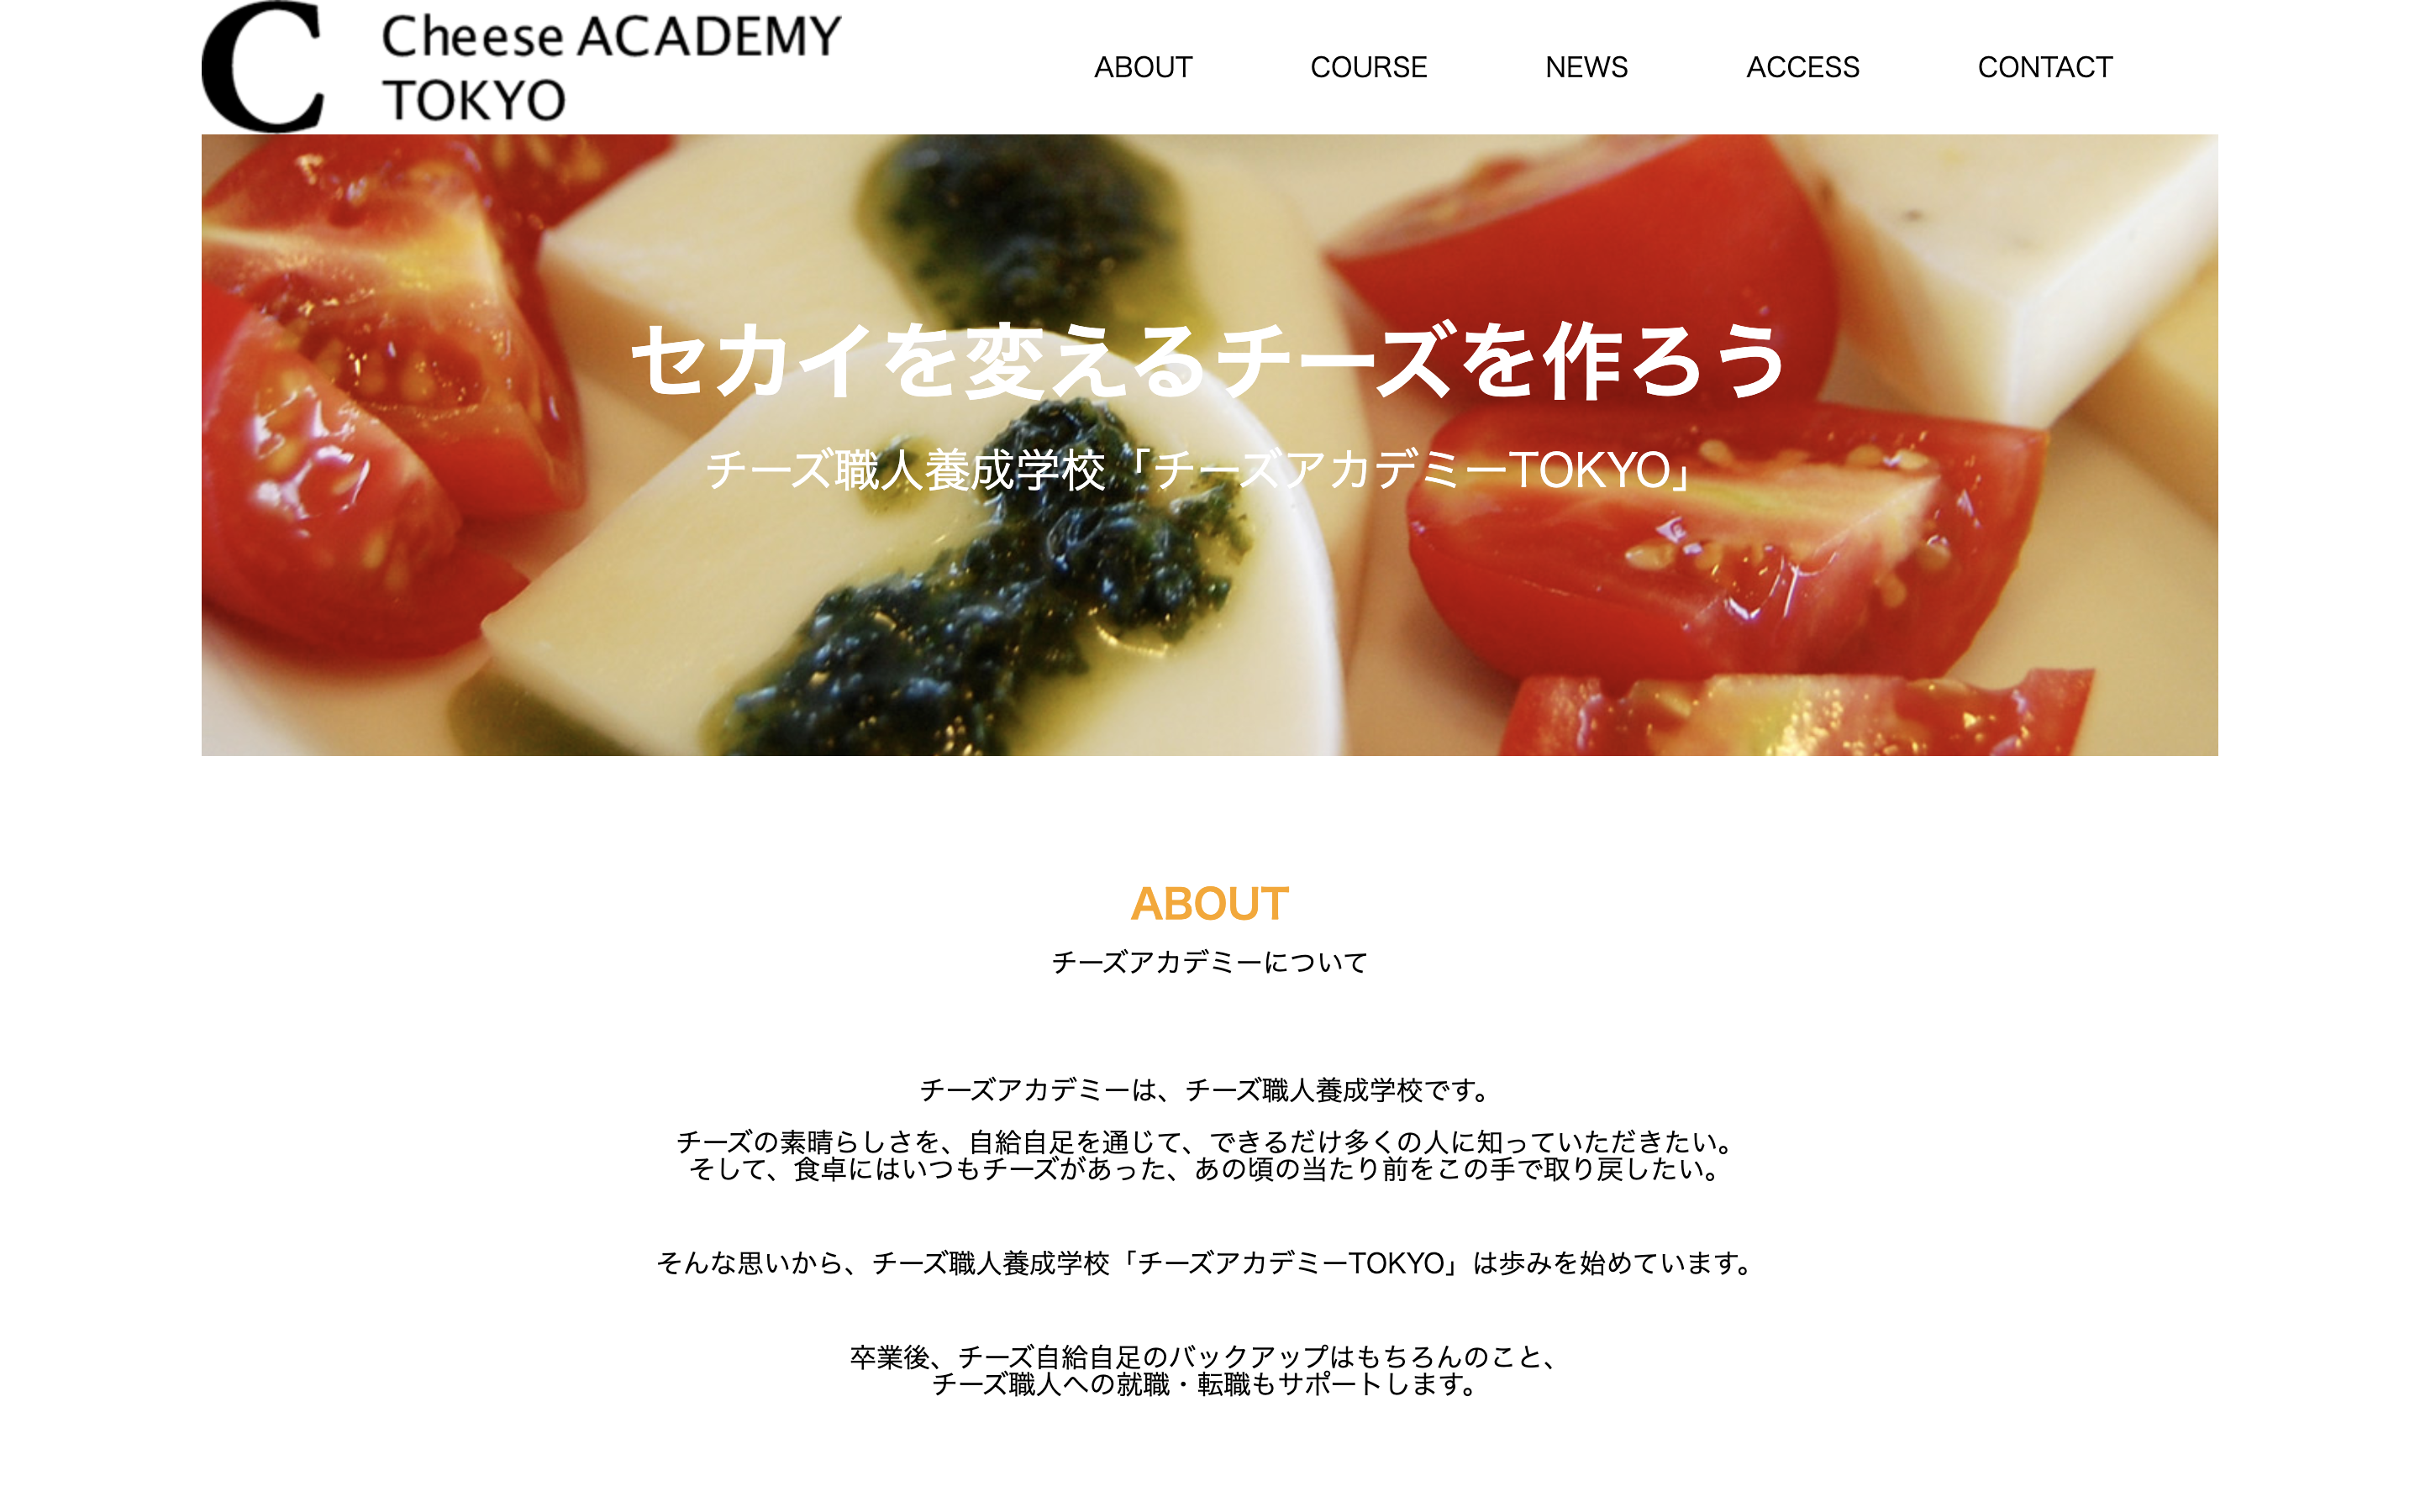 C
Cheese ACADEMY
TOKYO
ABOUT COURSE NEWS ACCESS CONTACT
セカイを変えるチーズを作ろう
チーズ職人養成学校「チーズアカデミーTOKYO」
ABOUT
チーズアカデミーについて
チーズアカデミーは、チーズ職人養成学校です。
チーズの素晴らしさを、自給自足を通じて、できるだけ多くの人に知っていただきたい。
そして、食卓にはいつもチーズがあった、あの頃の当たり前をこの手で取り戻したい。
そんな思いから、チーズ職人養成学校「チーズアカデミーTOKYO」は歩みを始めています。
卒業後、チーズ自給自足のバックアップはもちろんのこと、
チーズ職人への就職・転職もサポートします。